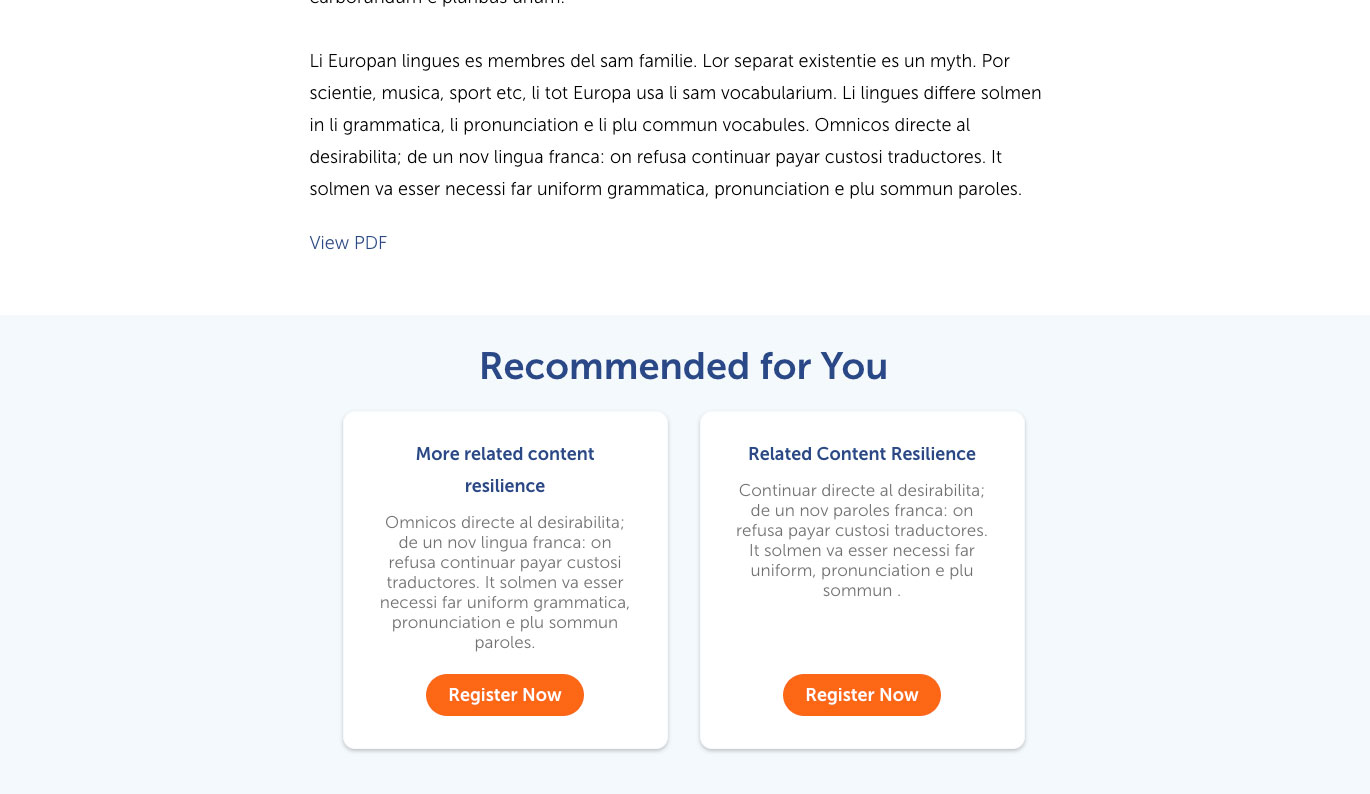 carborundum e pluribus unum.
Li Europan lingues es membres del sam familie. Lor separat existentie es un myth. Por
scientie, musica, sport etc, li tot Europa usa li sam vocabularium. Li lingues differe solmen
in li grammatica, li pronunciation e li plu commun vocabules. Omnicos directe al
desirabilita; de un nov lingua franca: on refusa continuar payar custosi traductores. It
solmen va esser necessi far uniform grammatica, pronunciation e plu sommun paroles.
View PDF
Recommended for You
More related content
resilience
Omnicos directe al desirabilita;
de un nov lingua franca: on
refusa continuar payar custosi
traductores. It solmen va esser
necessi far uniform grammatica,
pronunciation e plu sommun
paroles.
Register Now
Related Content Resilience
Continuar directe al desirabilita;
de un nov paroles franca: on
refusa payar custosi traductores.
It solmen va esser necessi far
uniform, pronunciation e plu
sommun .
Register Now